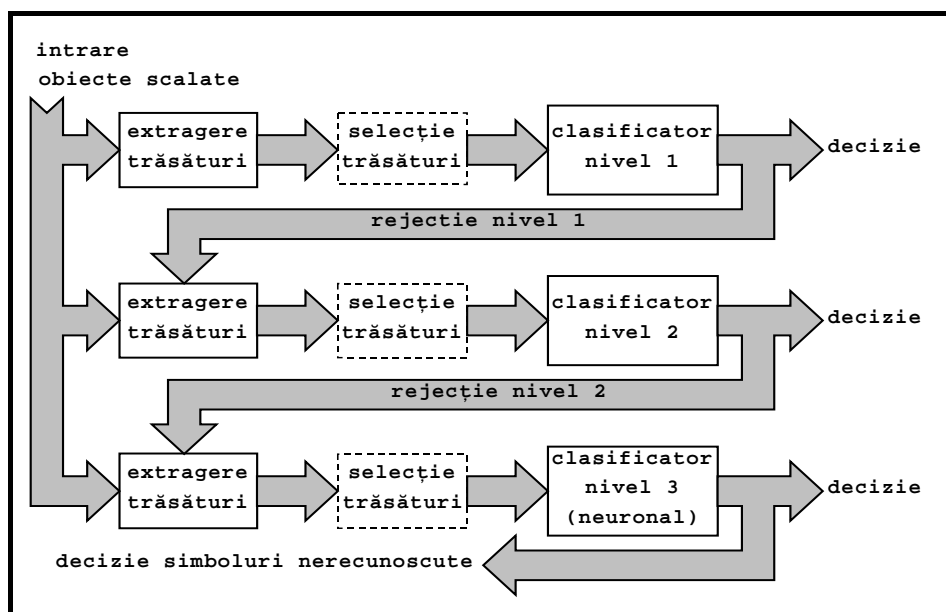 intrare
obiecte scalate
extragere
trăsături
selecție
trăsături
clasificator
nivel 1
decizie
rejectie nivel 1
extragere
trăsături
selecție
trăsături
clasificator
nivel 2
decizie
rejecție nivel 2
extragere
trăsături
selecție
trăsături
clasificator
nivel 3
(neuronal)
decizie
decizie simboluri nerecunoscute